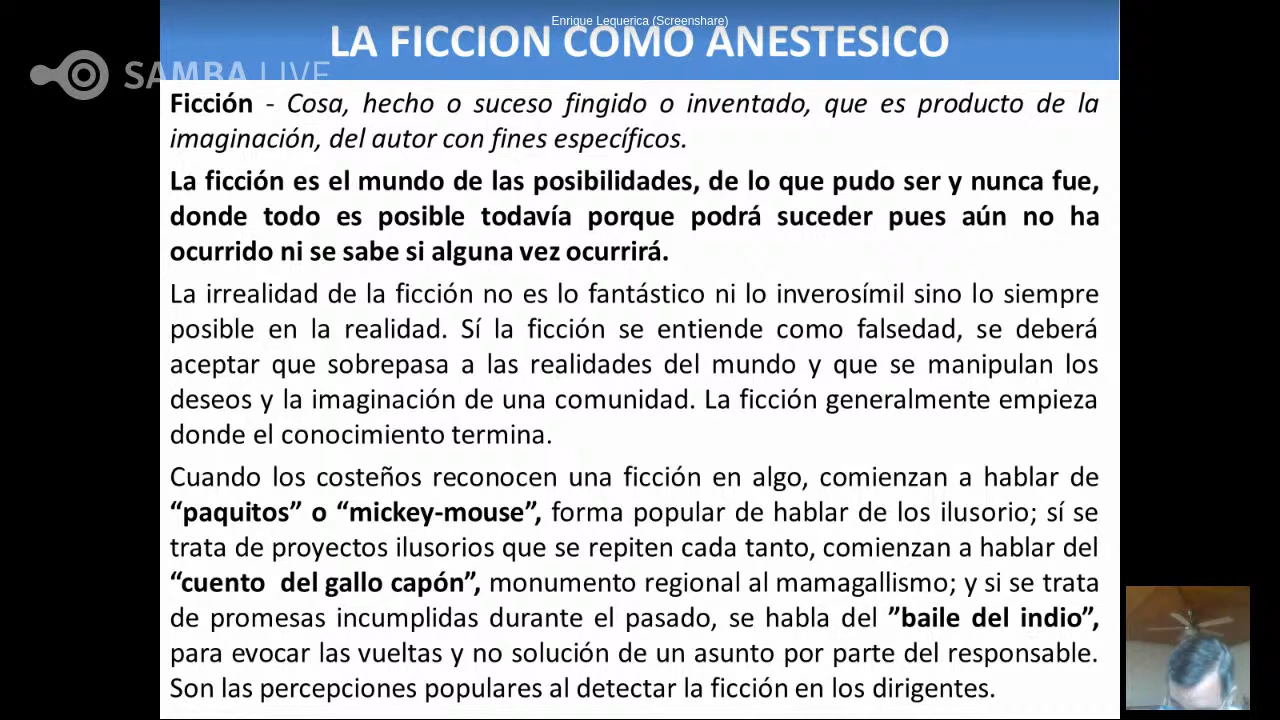 Enrique Lequerica (Screenshare)
LA FICCION COMO ANESTESICO
SAMBA LIVE
Ficción - Cosa, hecho o suceso fingido o inventado, que es producto de la
imaginación, del autor con fines específicos.
La ficción es el mundo de las posibilidades, de lo que pudo ser y nunca fue,
donde todo es posible todavía porque podrá suceder pues aún no ha
ocurrido ni se sabe si alguna vez ocurrirá.
La irrealidad de la ficción no es lo fantástico ni lo inverosímil sino lo siempre
posible en la realidad. Sí la ficción se entiende como falsedad, se deberá
aceptar que sobrepasa a las realidades del mundo y que se manipulan los
deseos y la imaginación de una comunidad. La ficción generalmente empieza
donde el conocimiento termina.
Cuando los costeños reconocen una ficción en algo, comienzan a hablar de
“paquitos” o “mickey-mouse”, forma popular de hablar de los ilusorio; sí se
trata de proyectos ilusorios que se repiten cada tanto, comienzan a hablar del
“cuento  del gallo capón”, monumento regional al mamagallismo; y si se trata
de promesas incumplidas durante el pasado, se habla del ”baile del indio”,
para evocar las vueltas y no solución de un asunto por parte del responsable.
Son las percepciones populares al detectar la ficción en los dirigentes.